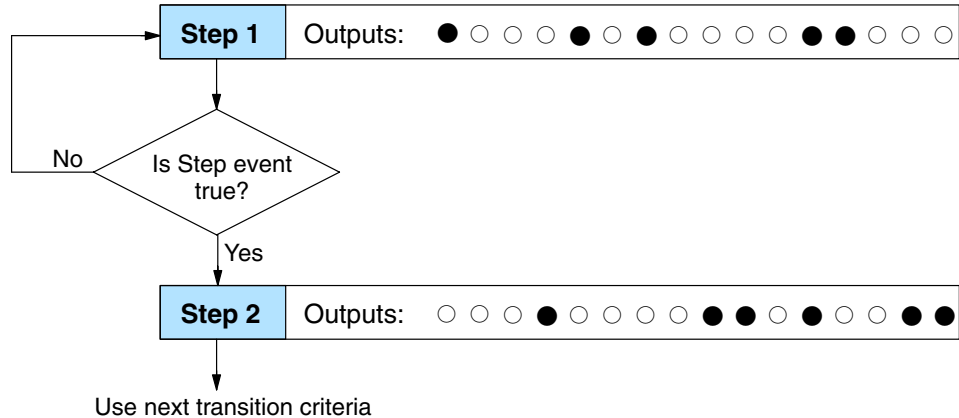 Step 1 Outputs:
No
Is Step event
true?
Yes
Step 2 Outputs:
Use next transition criteria